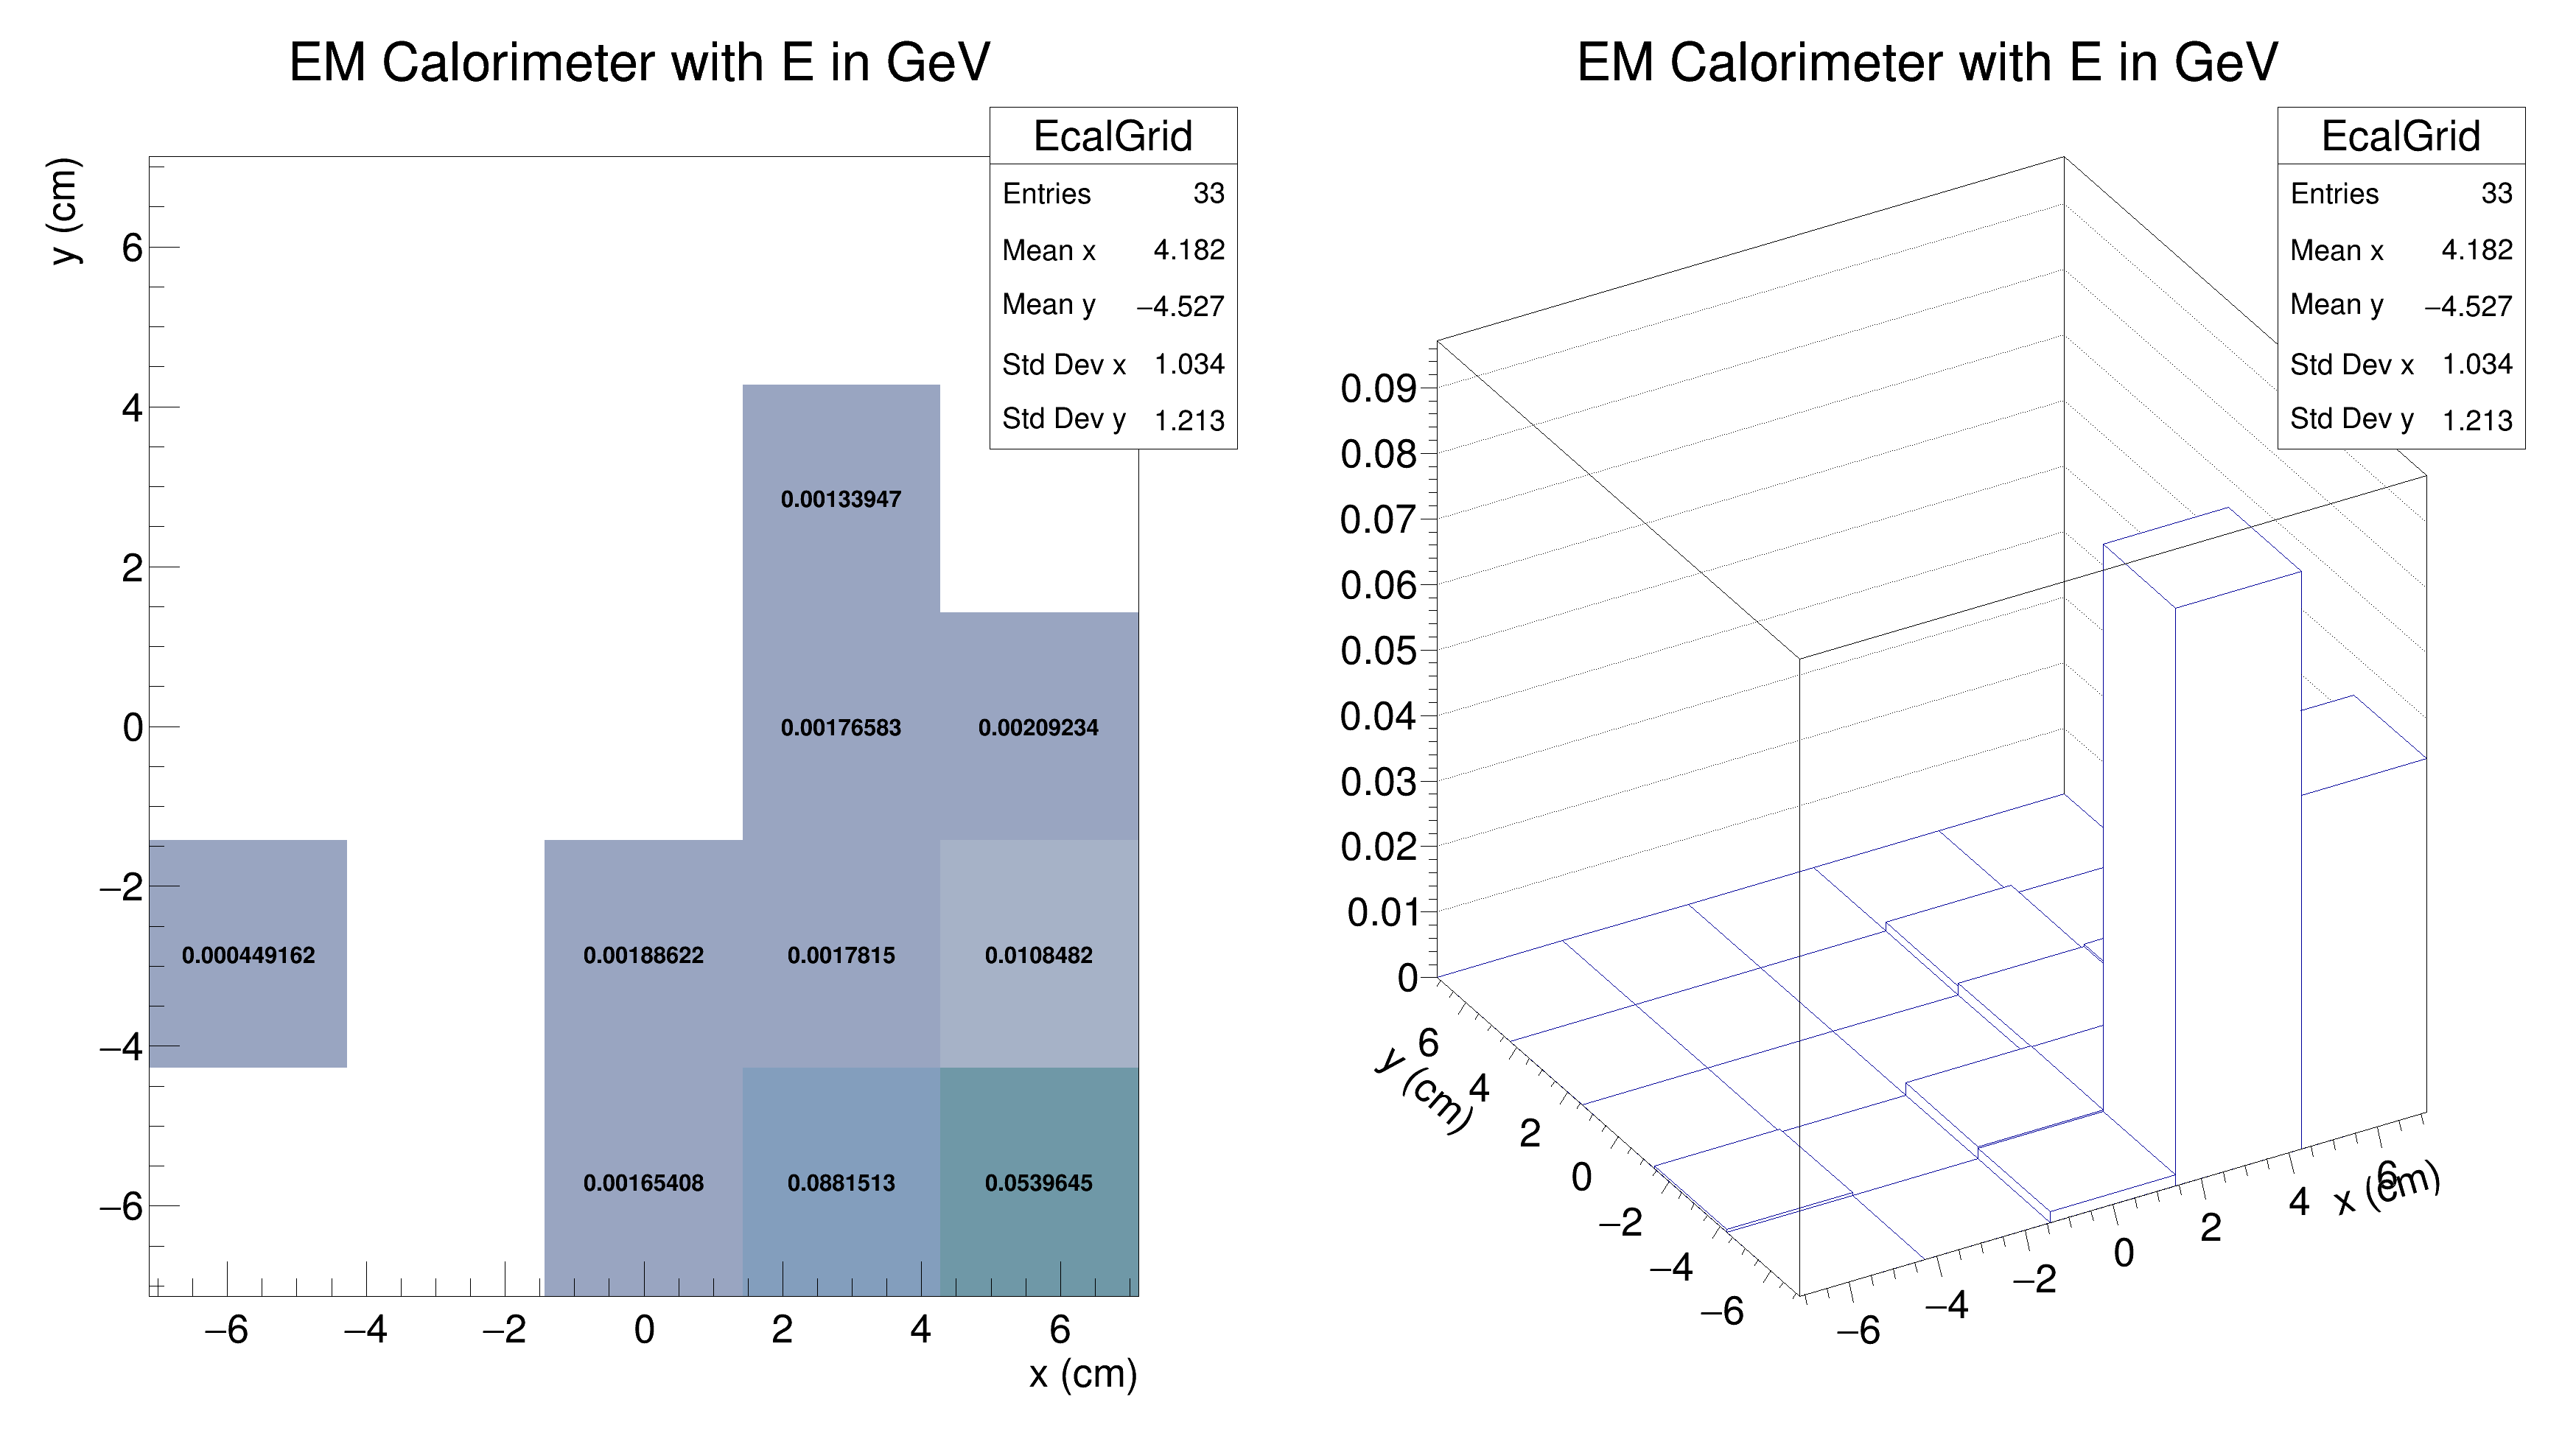 EM Calorimeter with E in GeV
EcalGrid
Entries 33
Mean x 4.182
Mean y −4.527
Std Dev x 1.034
Std Dev y 1.213
y (cm)
6
4
2
0
−2
−4
−6
0.00133947
0.00176583 0.00209234
0.000449162 0.00188622 0.0017815 0.0108482
0.00165408 0.0881513 0.0539645
−6 −4 −2 0 2 4 6
x (cm)
EM Calorimeter with E in GeV
EcalGrid
Entries 33
Mean x 4.182
Mean y −4.527
Std Dev x 1.034
Std Dev y 1.213
0.09
0.08
0.07
0.06
0.05
0.04
0.03
0.02
0.01
0
6
4
2
0
−2
−4
−6
y (cm)
−6 −4 −2 0 2 4 6
x (cm)